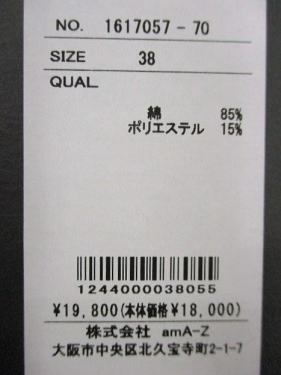 NO. 1617057-70
SIZE 38
QUAL
綿 85%
ポリエステル 15%
1244000038055
¥19,800(本体価格¥18,000)
株式会社 amA-Z
大阪市中央区北久宝寺町2-1-7